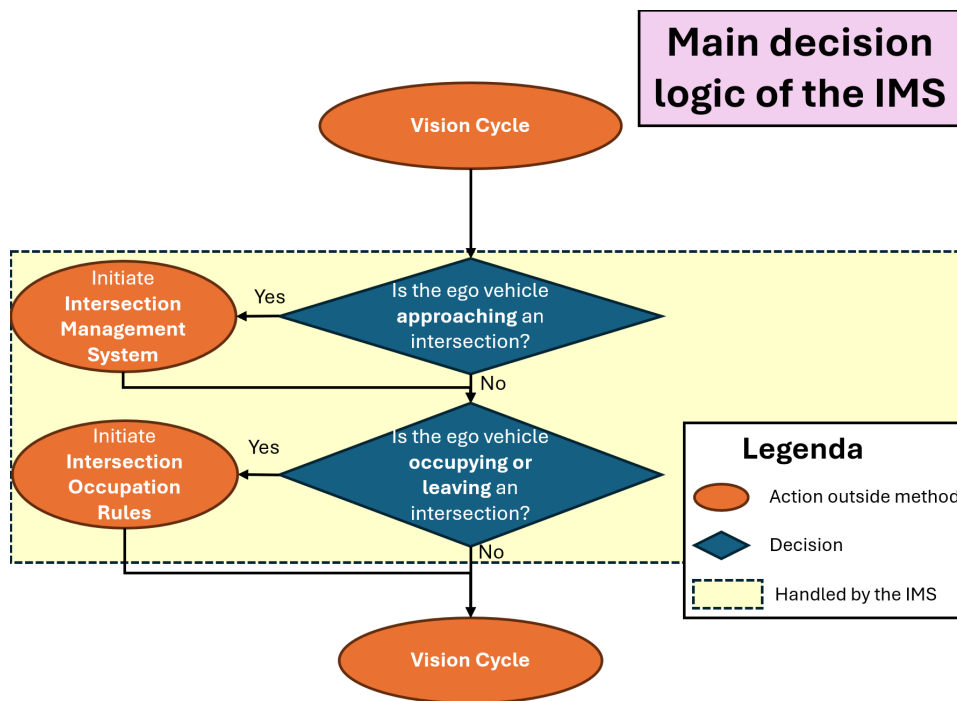 Main decision
logic of the IMS
Vision Cycle
Initiate
Intersection
Management
System
Yes
Is the ego vehicle
approaching an
intersection?
No
Initiate
Intersection
Occupation
Rules
Yes
Is the ego vehicle
occupying or
leaving an
intersection?
No
Legenda
Action outside method
Decision
Handled by the IMS
Vision Cycle